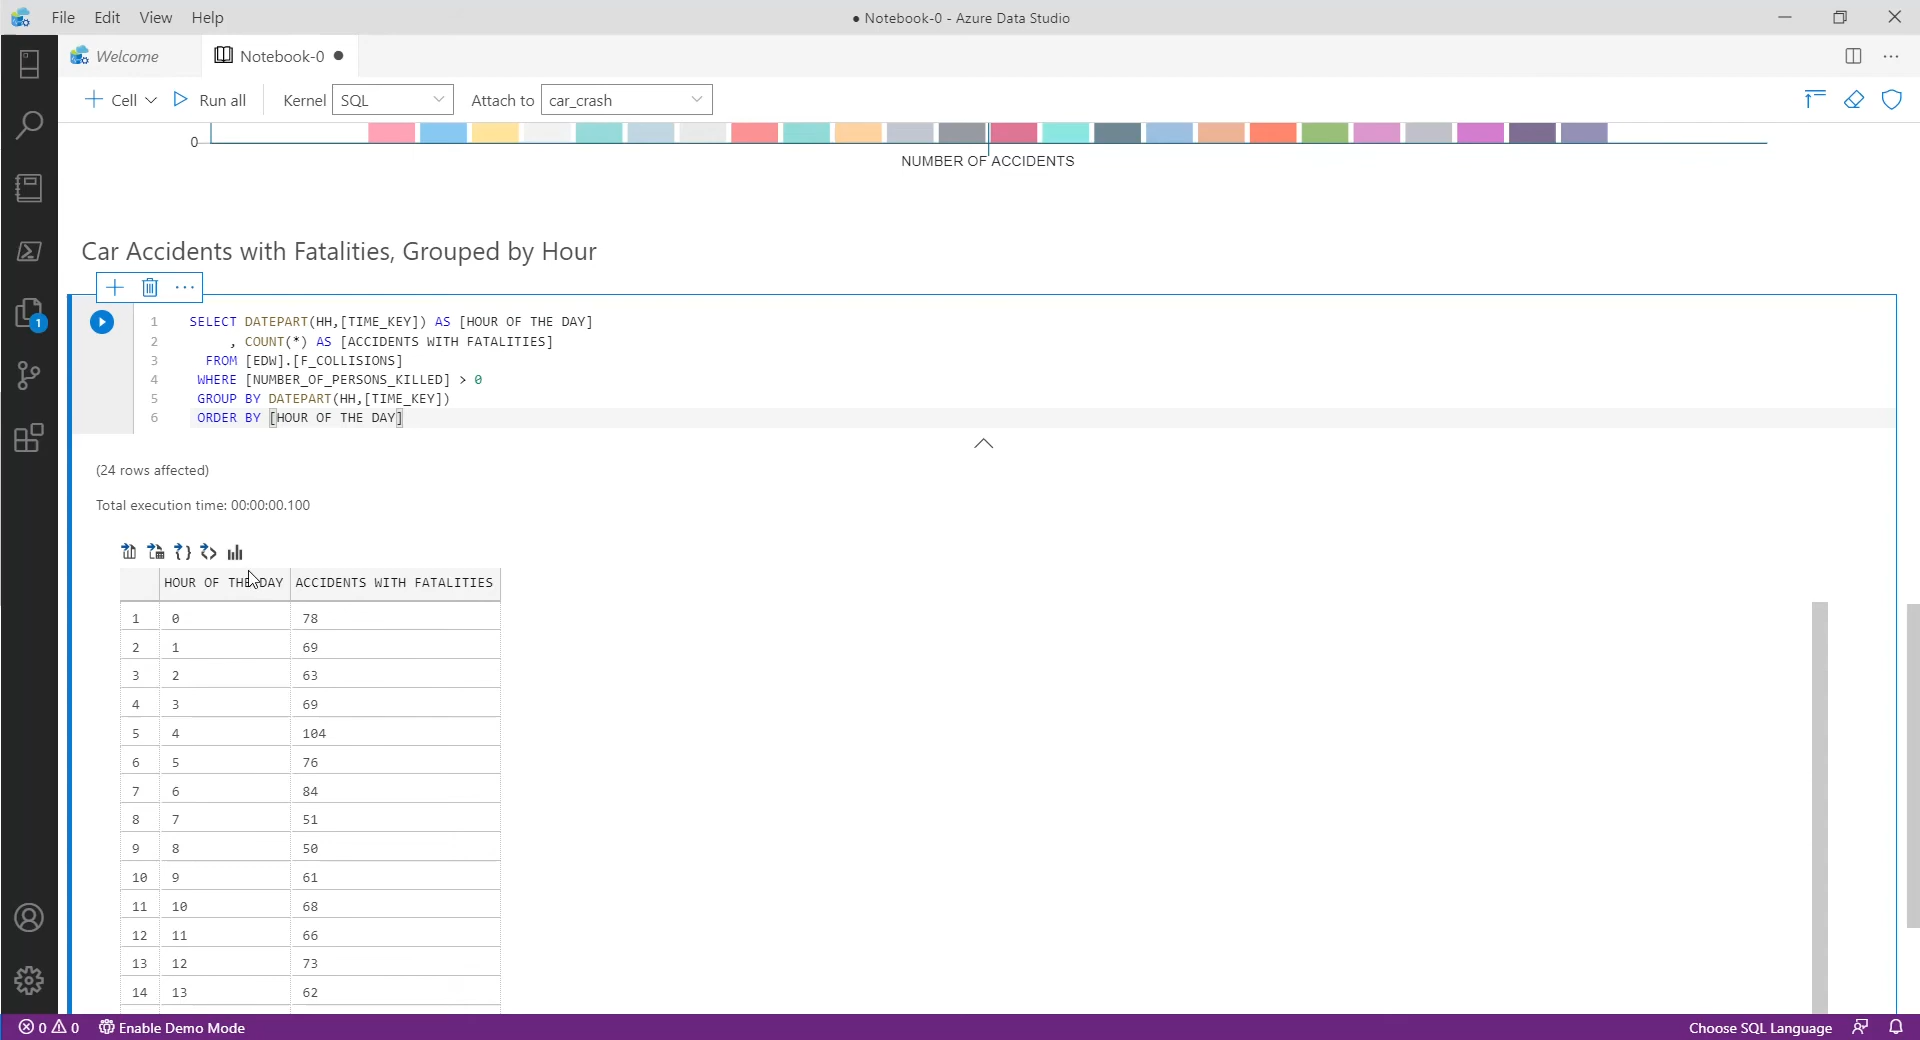 File Edit View Help
● Notebook-0 - Azure Data Studio
Welcome
Notebook-0 ●
Cell
Run all
Kernel SQL
Attach to car_crash
0
NUMBER OF ACCIDENTS
Car Accidents with Fatalities, Grouped by Hour
1 SELECT DATEPART(HH,[TIME_KEY]) AS [HOUR OF THE DAY]
2 , COUNT(*) AS [ACCIDENTS WITH FATALITIES]
3 FROM [EDW].[F_COLLISIONS]
4 WHERE [NUMBER_OF_PERSONS_KILLED] > 0
5 GROUP BY DATEPART(HH,[TIME_KEY])
6 ORDER BY [HOUR OF THE DAY]
1
(24 rows affected)
Total execution time: 00:00:00.100
HOUR OF THE DAY ACCIDENTS WITH FATALITIES
1 0 78
2 1 69
3 2 63
4 3 69
5 4 104
6 5 76
7 6 84
8 7 51
9 8 50
10 9 61
11 10 68
12 11 66
13 12 73
14 13 62
0 0 Enable Demo Mode
Choose SQL Language